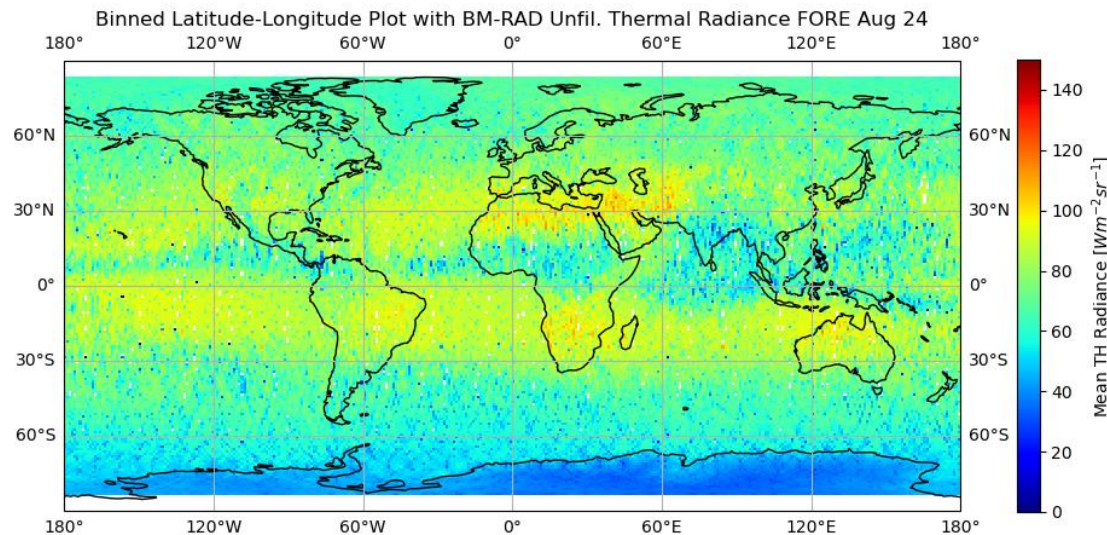 Binned Latitude-Longitude Plot with BM-RAD Unfil. Thermal Radiance FORE Aug 24
180° 120°W 60°W 0° 60°E 120°E 180°
60°N 60°N
30°N 30°N
0° 0°
30°S 30°S
60°S 60°S
180° 120°W 60°W 0° 60°E 120°E 180°
140
120
100
80
60
40
20
0
Mean TH Radiance [Wm⁻²sr⁻¹]